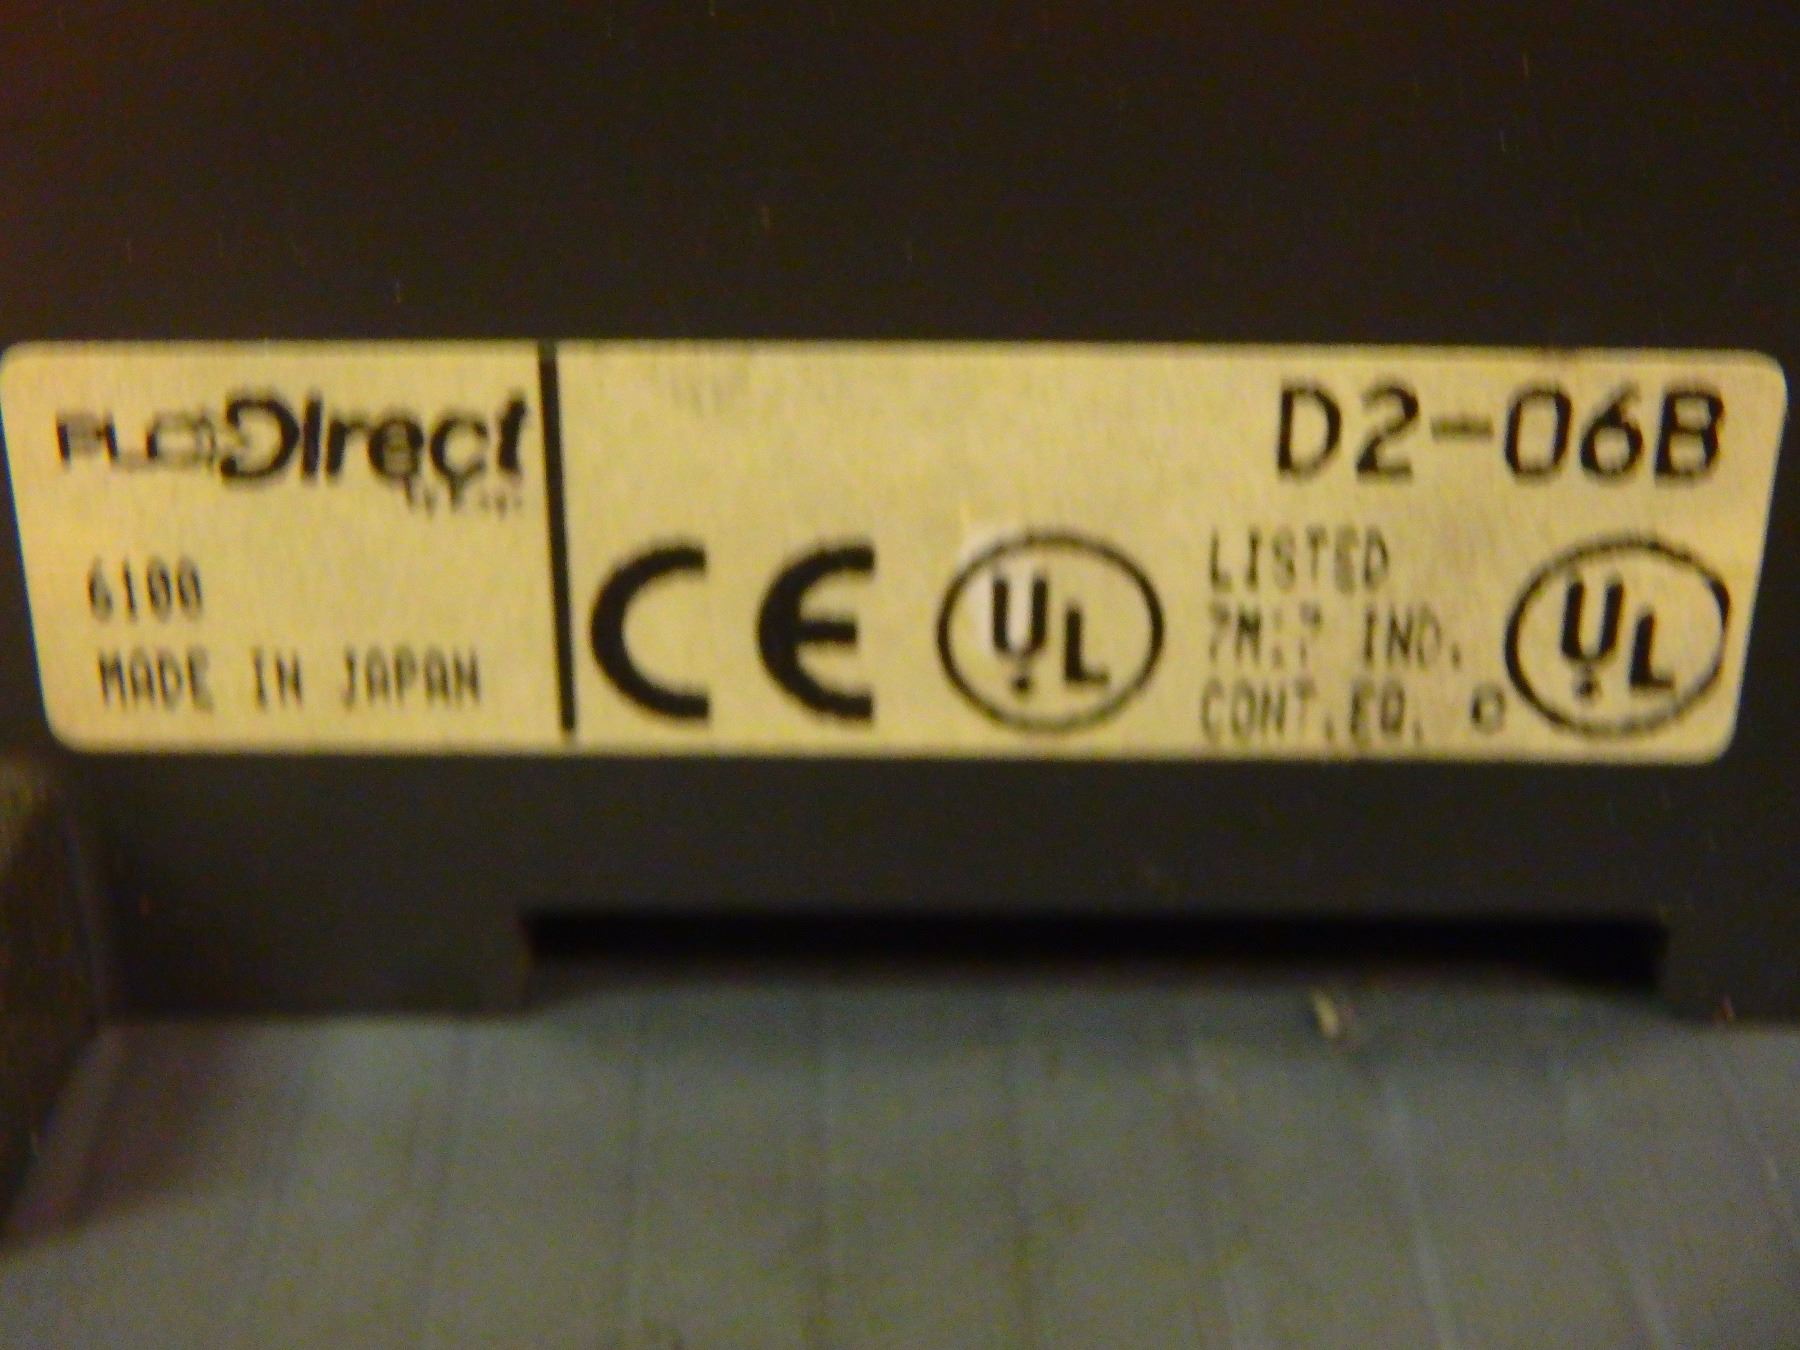 PLCDirect
D2-06B
6100
MADE IN JAPAN
CE
UL
LISTED
IND.
CONT.EQ.
UL